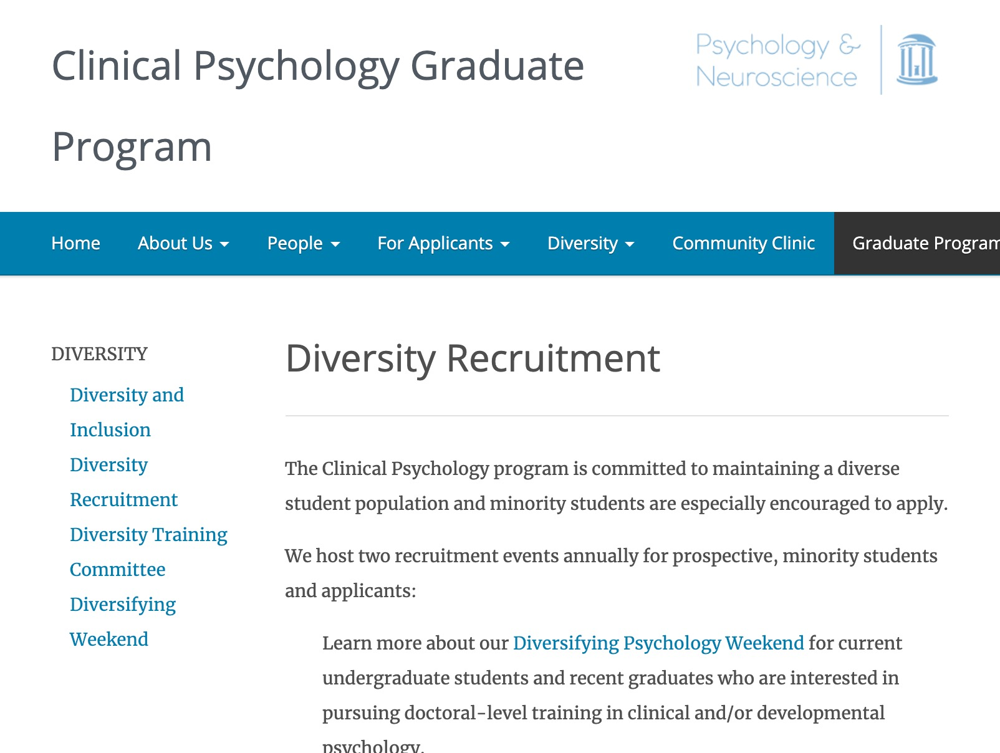 Clinical Psychology Graduate
Program
Psychology &
Neuroscience
Home About Us People For Applicants Diversity Community Clinic Graduate Program
DIVERSITY
Diversity and
Inclusion
Diversity
Recruitment
Diversity Training
Committee
Diversifying
Weekend
Diversity Recruitment
The Clinical Psychology program is committed to maintaining a diverse
student population and minority students are especially encouraged to apply.
We host two recruitment events annually for prospective, minority students
and applicants:
Learn more about our Diversifying Psychology Weekend for current
undergraduate students and recent graduates who are interested in
pursuing doctoral-level training in clinical and/or developmental
psychology.